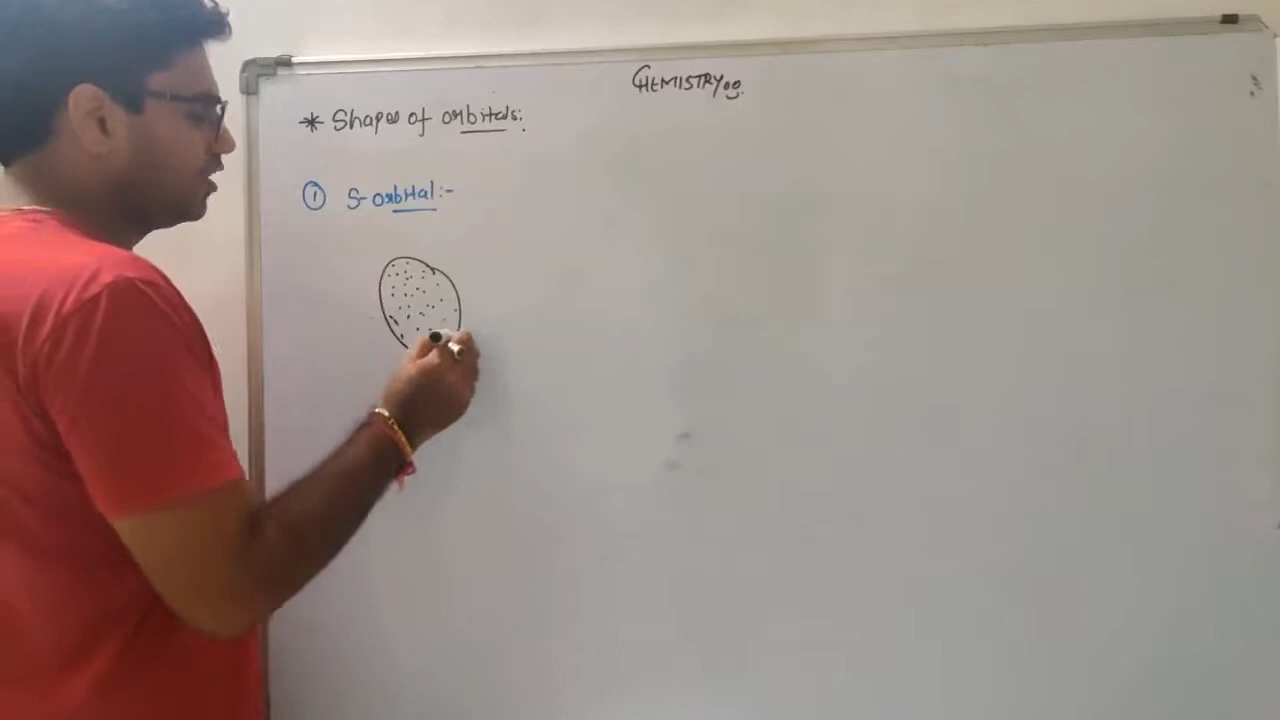 CHEMISTRY
* Shapes of orbitals:
① S-orbital:-